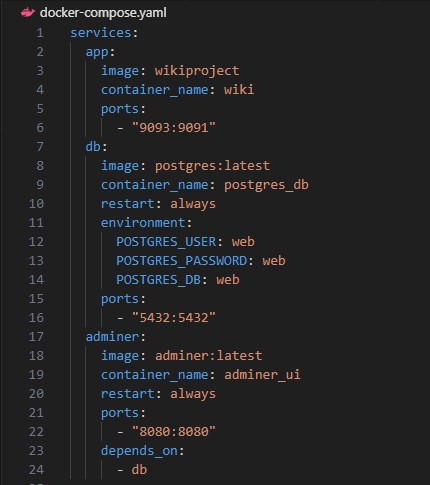 docker-compose.yaml
1 services:
2   app:
3     image: wikiproject
4     container_name: wiki
5     ports:
6       - "9093:9091"
7   db:
8     image: postgres:latest
9     container_name: postgres_db
10     restart: always
11     environment:
12       POSTGRES_USER: web
13       POSTGRES_PASSWORD: web
14       POSTGRES_DB: web
15     ports:
16       - "5432:5432"
17   adminer:
18     image: adminer:latest
19     container_name: adminer_ui
20     restart: always
21     ports:
22       - "8080:8080"
23     depends_on:
24       - db